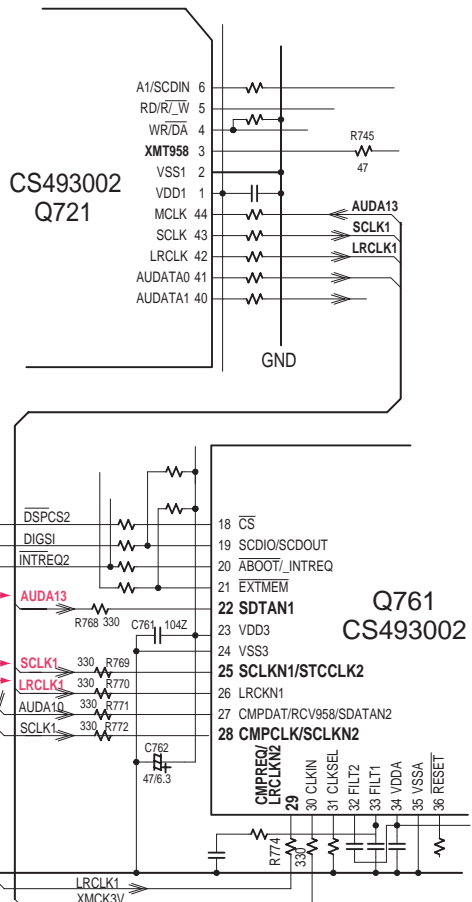 A1/SCDIN 6
RD/R/_W 5
WR/DA 4
XMT958 3
R745
47
VSS1 2
CS493002
Q721
VDD1 1
MCLK 44
AUDA13
SCLK 43
SCLK1
LRCLK 42
LRCLK1
AUDATA0 41
AUDATA1 40
GND
DSPCS2
18 CS
DIGSI
19 SCDIO/SCDOUT
INTREQ2
20 ABOOT/_INTREQ
21 EXTMEM
AUDA13
22 SDTAN1
Q761
CS493002
R768 330
C761 104Z
23 VDD3
24 VSS3
SCLK1 330 R769
25 SCLKN1/STCCLK2
LRCLK1 330 R770
26 LRCKN1
AUDA10 330 R771
27 CMPDAT/RCV958/SDATAN2
SCLK1 330 R772
28 CMPCLK/SCLKN2
C762
47/6.3
CMPREQ/
LRCLKN2
29
30 CLKIN
31 CLKSEL
32 FILT2
33 FILT1
34 VDDA
35 VSSA
36 RESET
R774
330
LRCLK1
XMCK3V